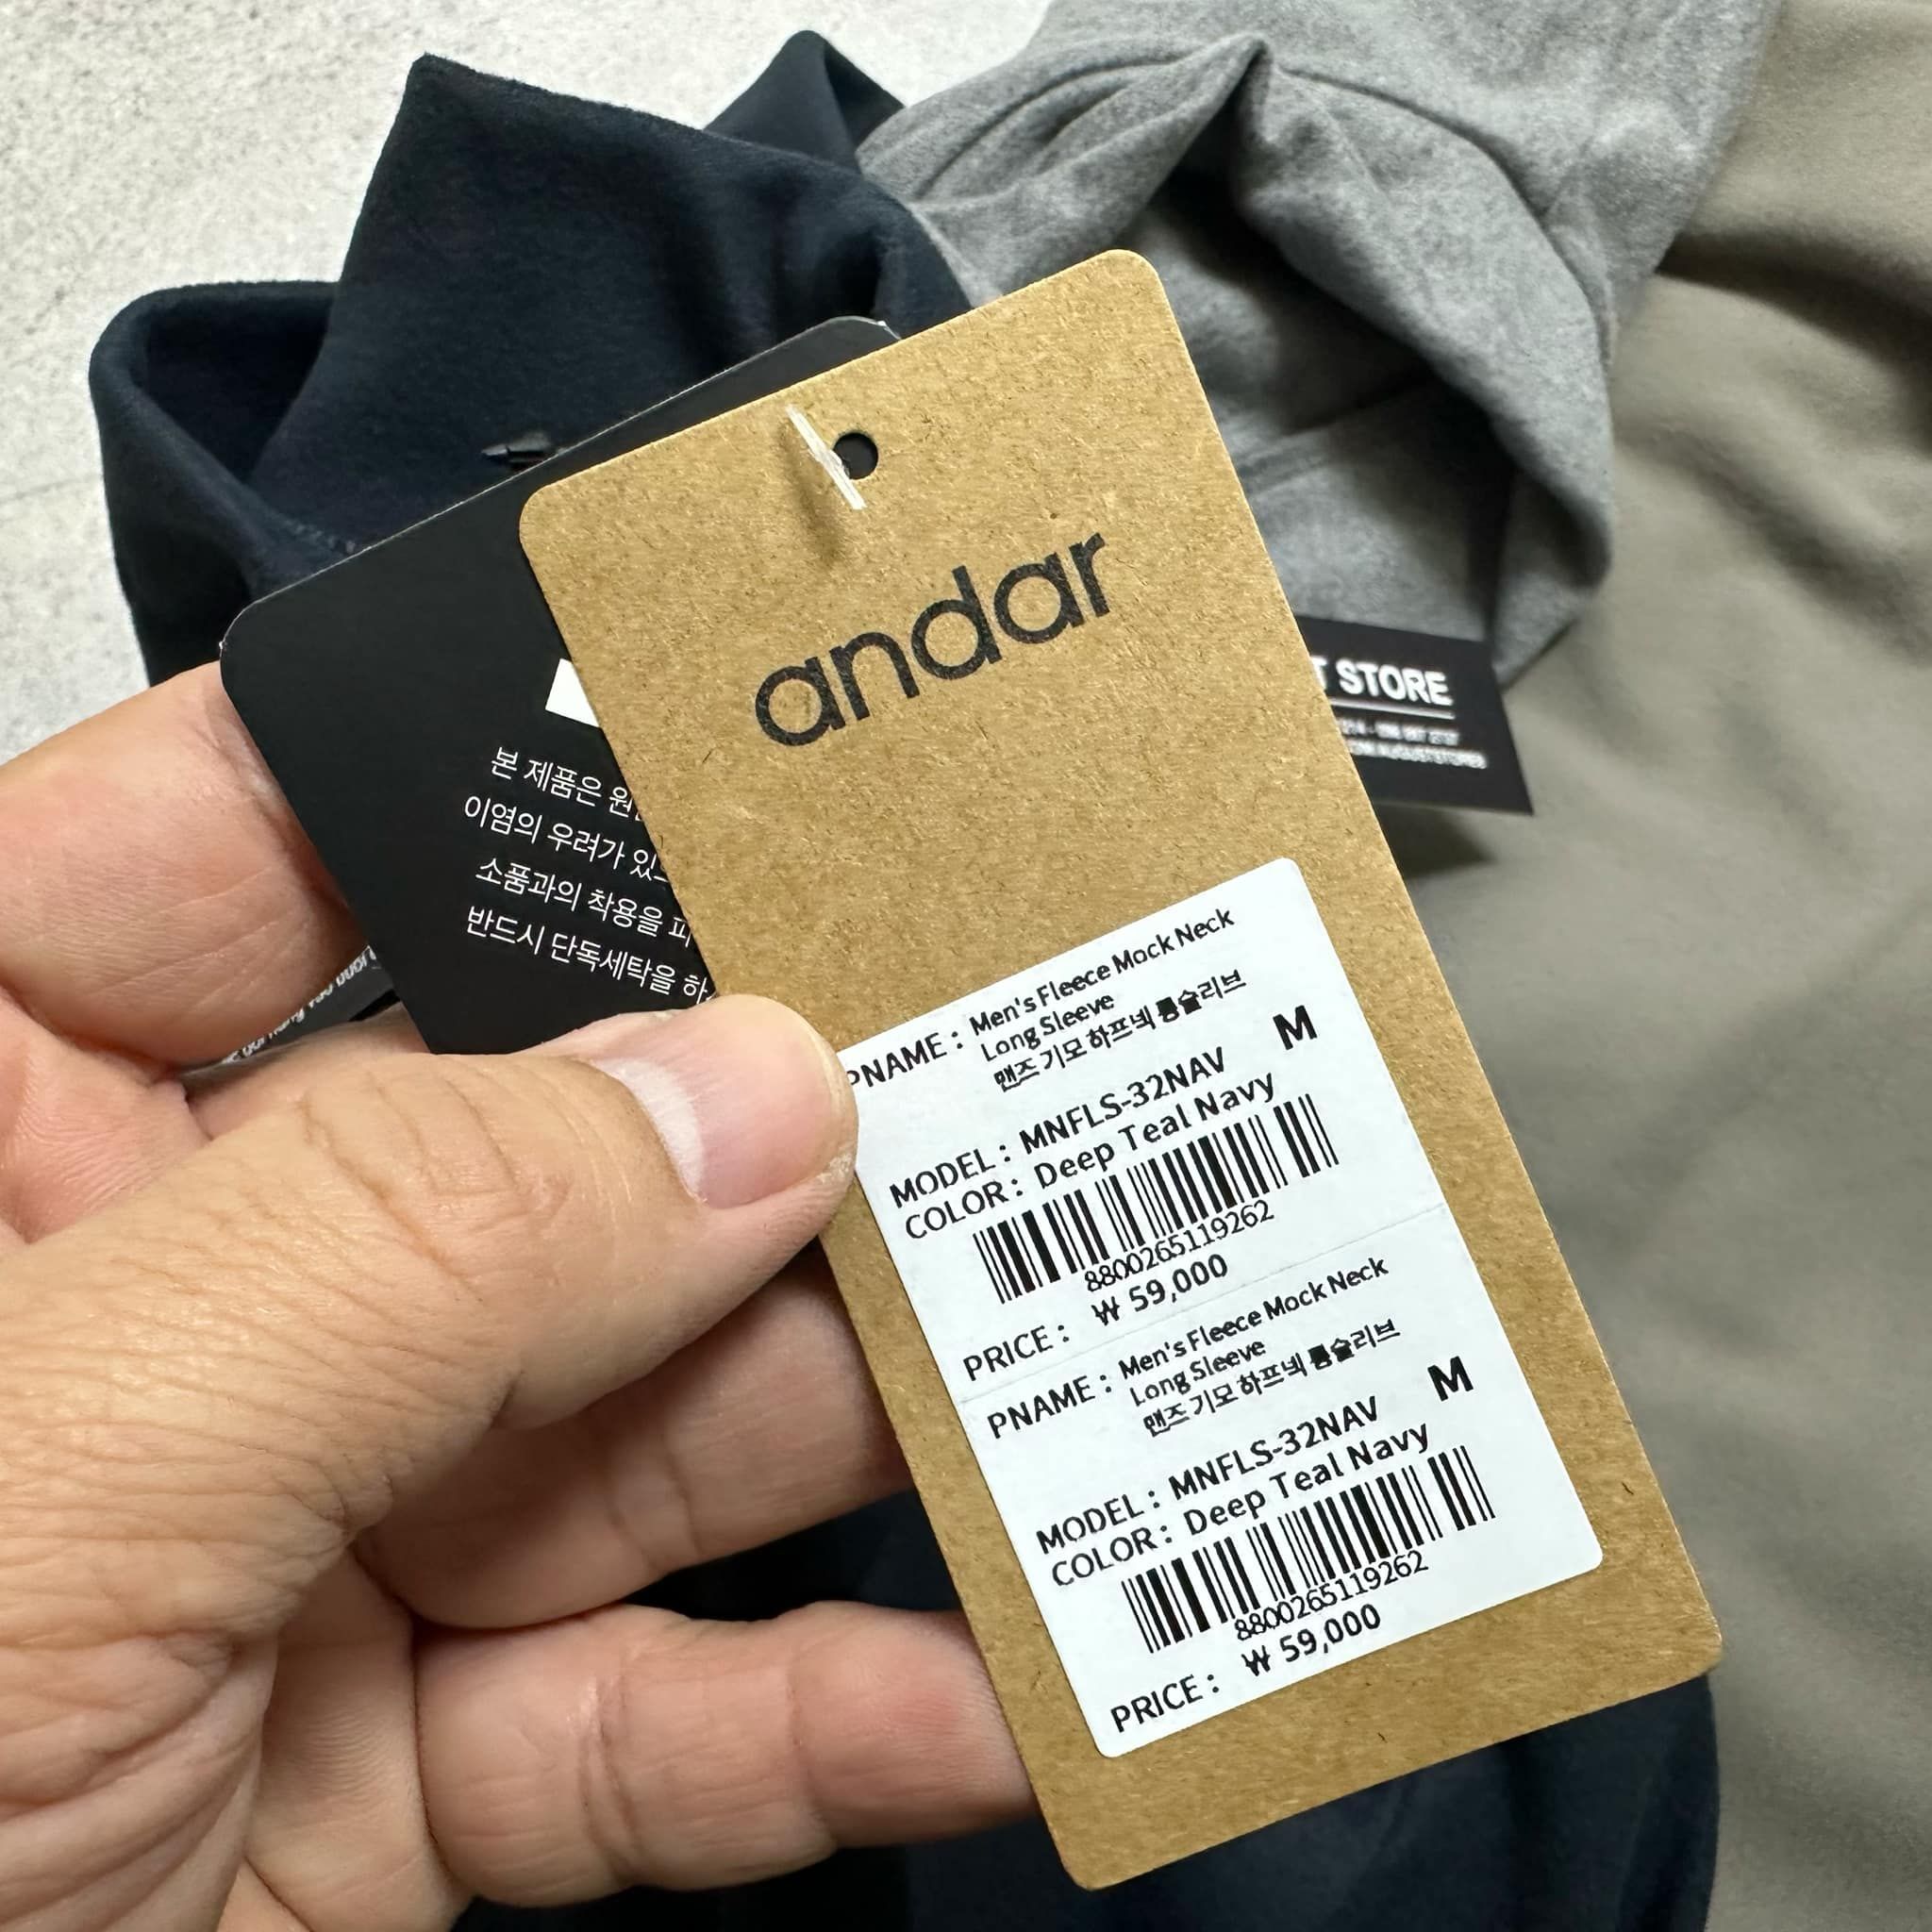 andar
PNAME : Men's Fleece Mock Neck
Long Sleeve
맨즈 기모 하프넥 롱슬리브
M
MODEL : MNFLS-32NAV
COLOR : Deep Teal Navy
8800265119262
PRICE : ₩ 59,000
PNAME : Men's Fleece Mock Neck
Long Sleeve
맨즈 기모 하프넥 롱슬리브
M
MODEL : MNFLS-32NAV
COLOR : Deep Teal Navy
8800265119262
PRICE : ₩ 59,000
본 제품은
이염의 우려가
소품과의 착용을
반드시 단독세탁을
STORE